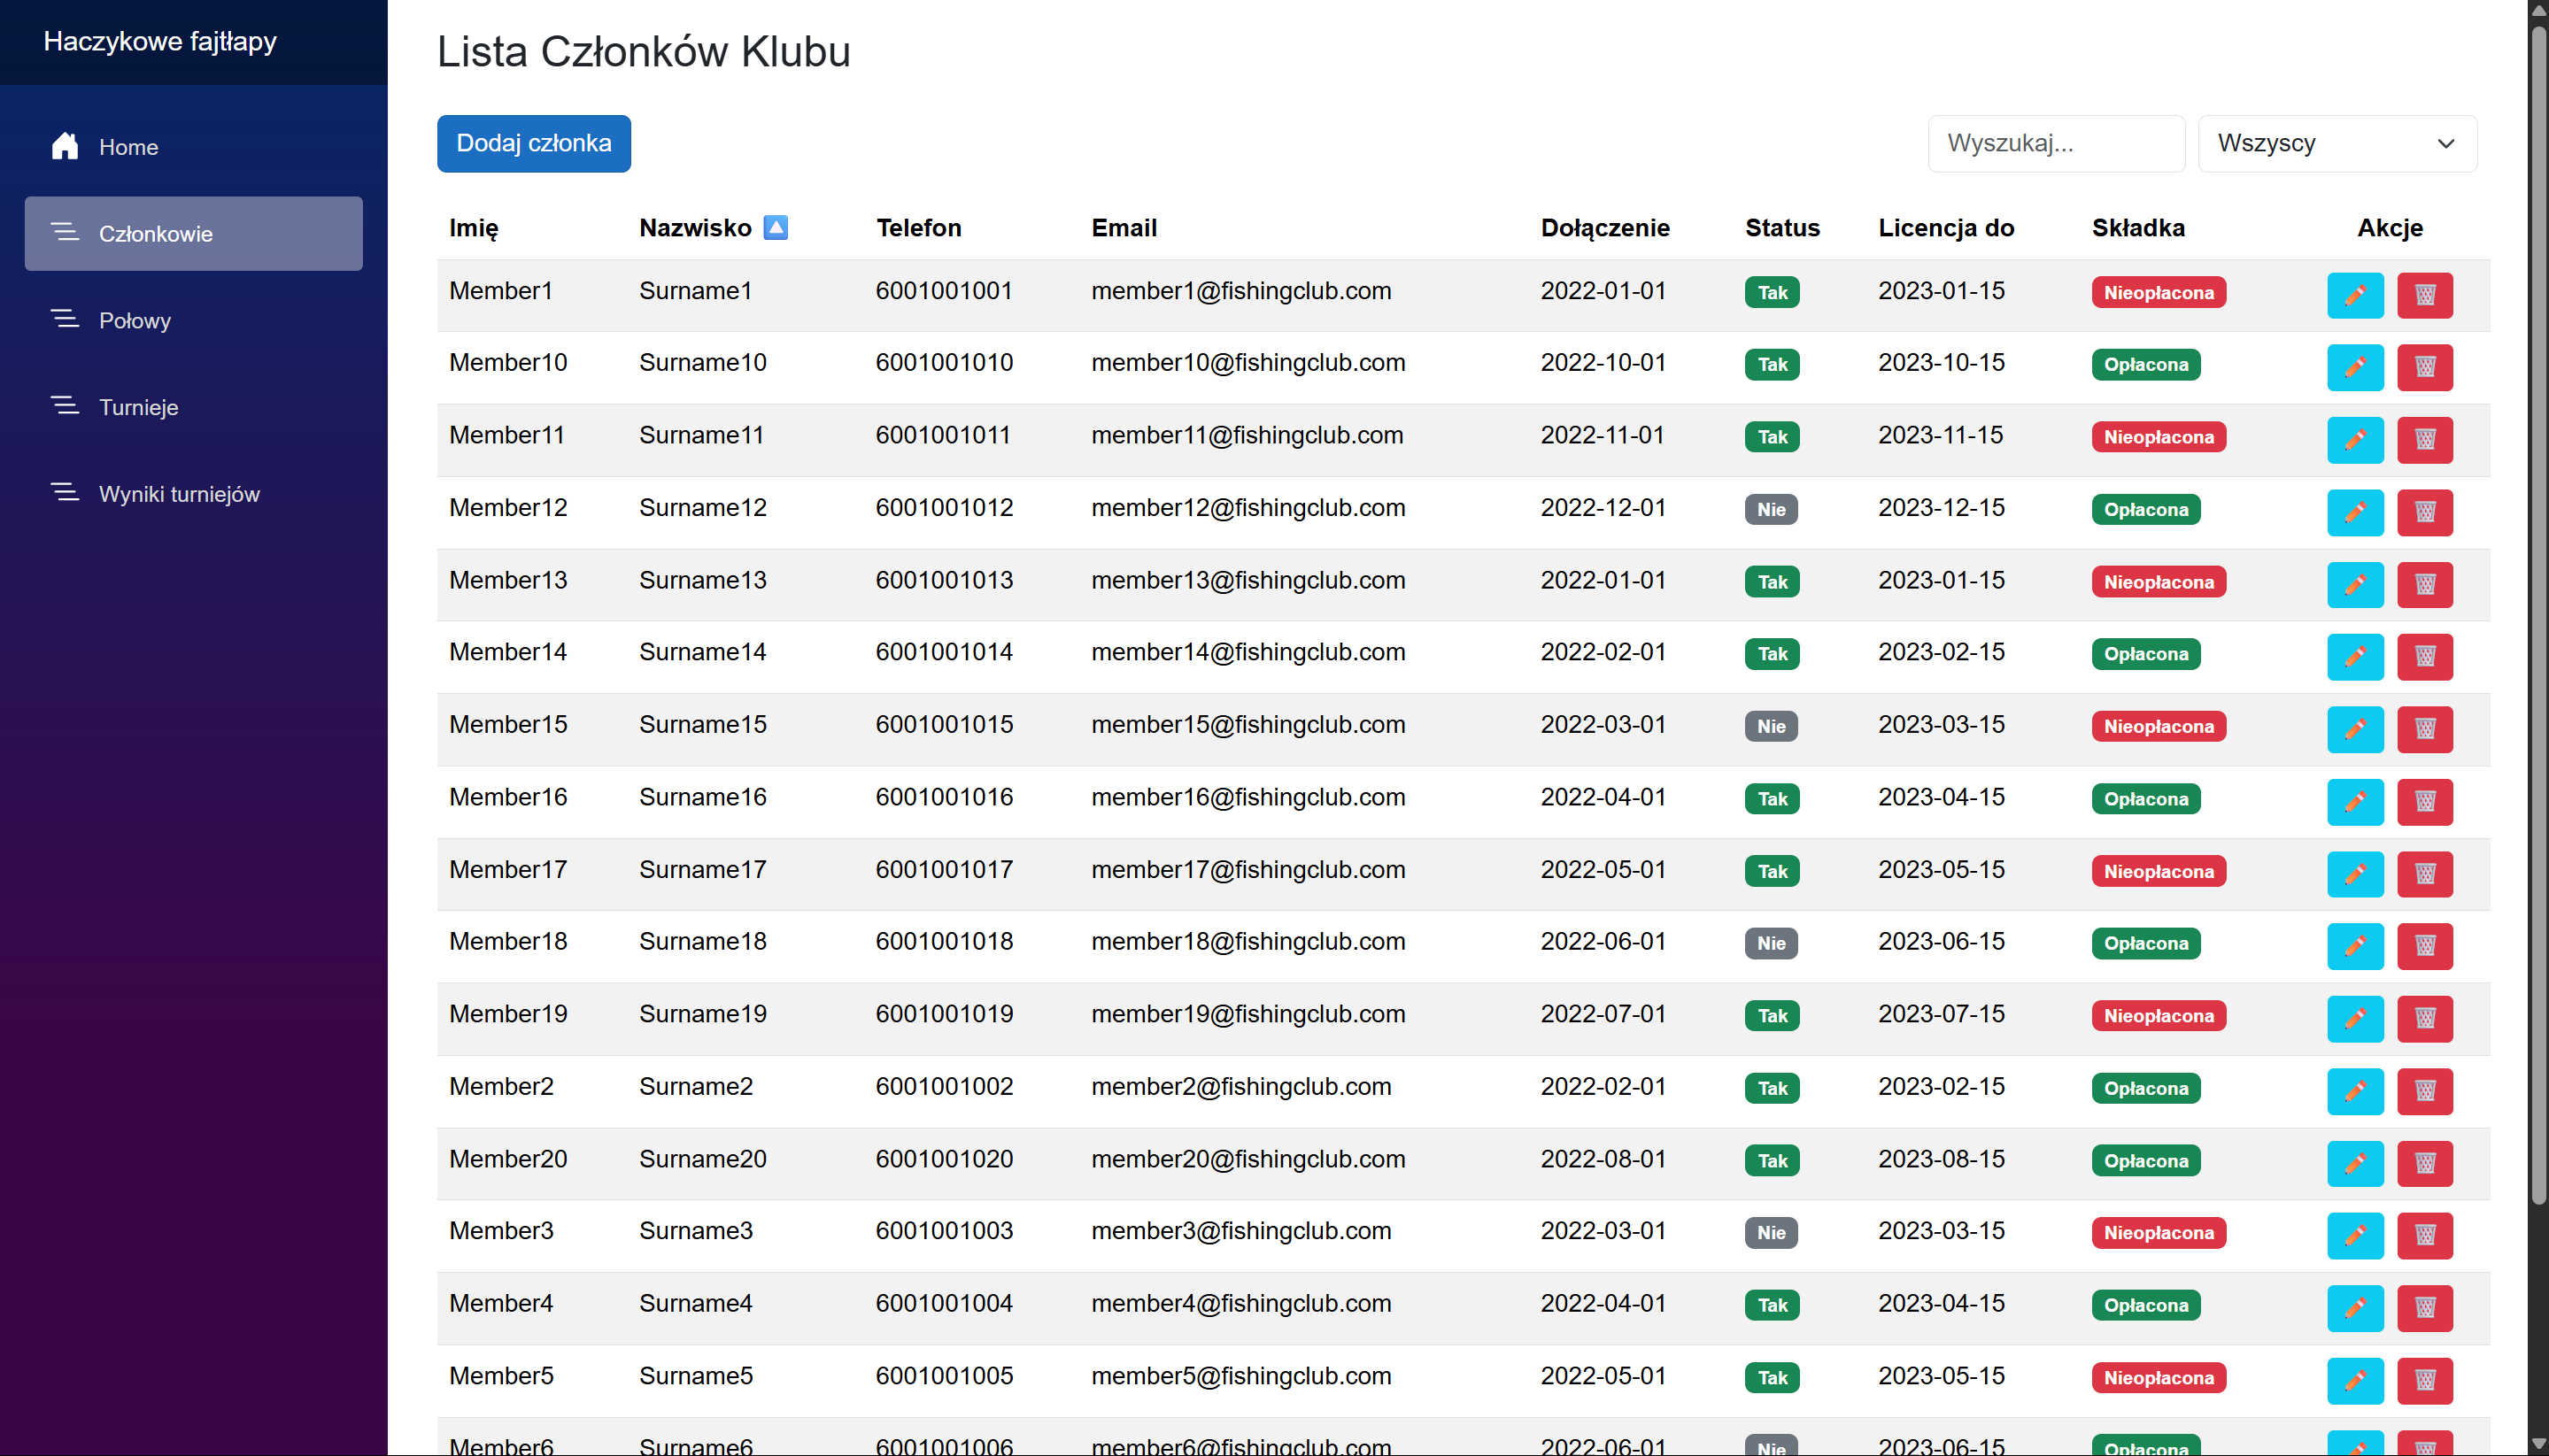 Haczykowe fajtłapy
Home
Członkowie
Połowy
Turnieje
Wyniki turniejów
Lista Członków Klubu
Dodaj członka
Wyszukaj...
Wszyscy
Imię Nazwisko Telefon Email Dołączenie Status Licencja do Składka Akcje
Member1 Surname1 6001001001 member1@fishingclub.com 2022-01-01 Tak 2023-01-15 Nieopłacona
Member10 Surname10 6001001010 member10@fishingclub.com 2022-10-01 Tak 2023-10-15 Opłacona
Member11 Surname11 6001001011 member11@fishingclub.com 2022-11-01 Tak 2023-11-15 Nieopłacona
Member12 Surname12 6001001012 member12@fishingclub.com 2022-12-01 Nie 2023-12-15 Opłacona
Member13 Surname13 6001001013 member13@fishingclub.com 2022-01-01 Tak 2023-01-15 Nieopłacona
Member14 Surname14 6001001014 member14@fishingclub.com 2022-02-01 Tak 2023-02-15 Opłacona
Member15 Surname15 6001001015 member15@fishingclub.com 2022-03-01 Nie 2023-03-15 Nieopłacona
Member16 Surname16 6001001016 member16@fishingclub.com 2022-04-01 Tak 2023-04-15 Opłacona
Member17 Surname17 6001001017 member17@fishingclub.com 2022-05-01 Tak 2023-05-15 Nieopłacona
Member18 Surname18 6001001018 member18@fishingclub.com 2022-06-01 Nie 2023-06-15 Opłacona
Member19 Surname19 6001001019 member19@fishingclub.com 2022-07-01 Tak 2023-07-15 Nieopłacona
Member2 Surname2 6001001002 member2@fishingclub.com 2022-02-01 Tak 2023-02-15 Opłacona
Member20 Surname20 6001001020 member20@fishingclub.com 2022-08-01 Tak 2023-08-15 Opłacona
Member3 Surname3 6001001003 member3@fishingclub.com 2022-03-01 Nie 2023-03-15 Nieopłacona
Member4 Surname4 6001001004 member4@fishingclub.com 2022-04-01 Tak 2023-04-15 Opłacona
Member5 Surname5 6001001005 member5@fishingclub.com 2022-05-01 Tak 2023-05-15 Nieopłacona
Member6 Surname6 6001001006 member6@fishingclub.com 2022-06-01 Nie 2023-06-15 Opłacona